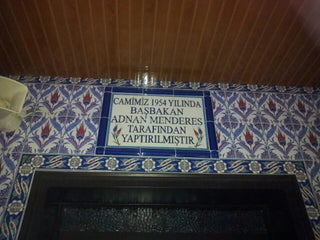 CAMİMİZ 1954 YILINDA
BAŞBAKAN
ADNAN MENDERES
TARAFINDAN
YAPTIRILMIŞTIR